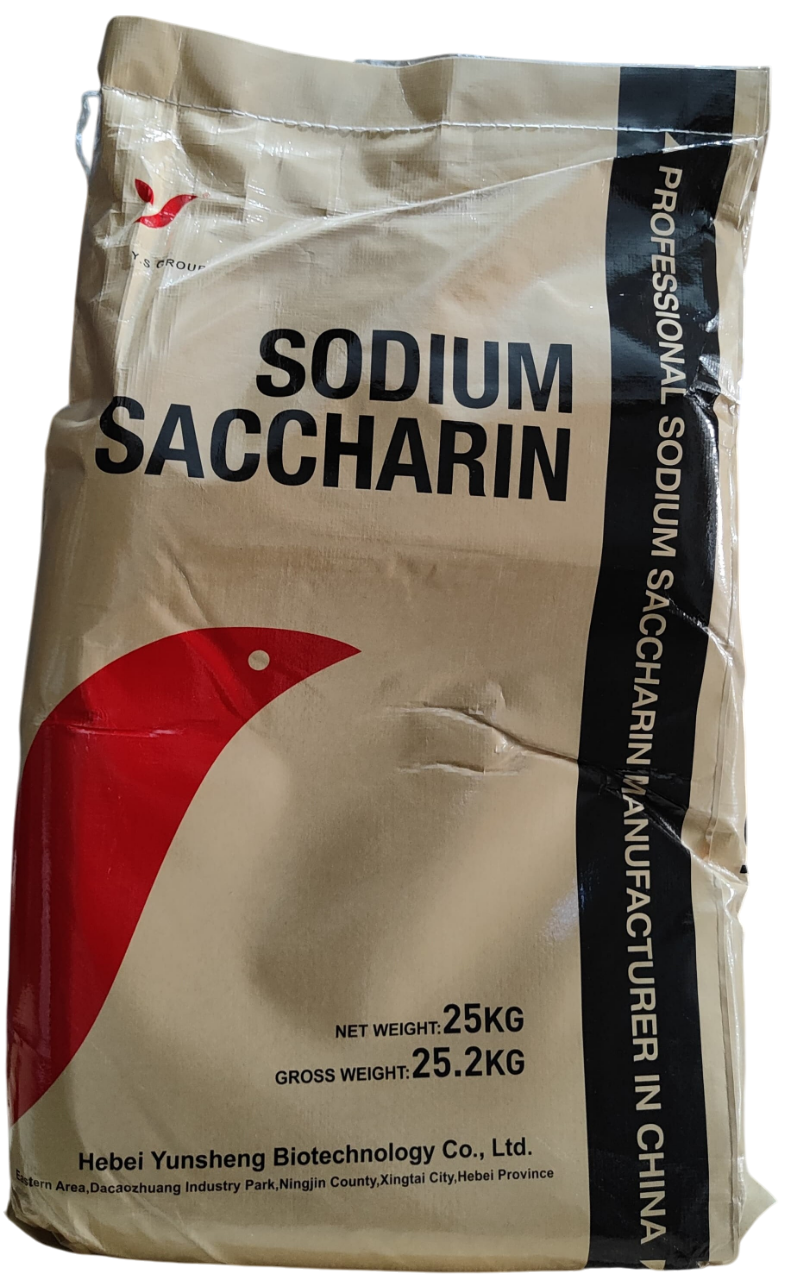 Y.S GROUP
SODIUM
SACCHARIN
PROFESSIONAL SODIUM SACCHARIN MANUFACTURER IN CHINA
NET WEIGHT:25KG
GROSS WEIGHT:25.2KG
Hebei Yunsheng Biotechnology Co., Ltd.
Eastern Area,Dacaozhuang Industry Park,Ningjin County,Xingtai City,Hebei Province